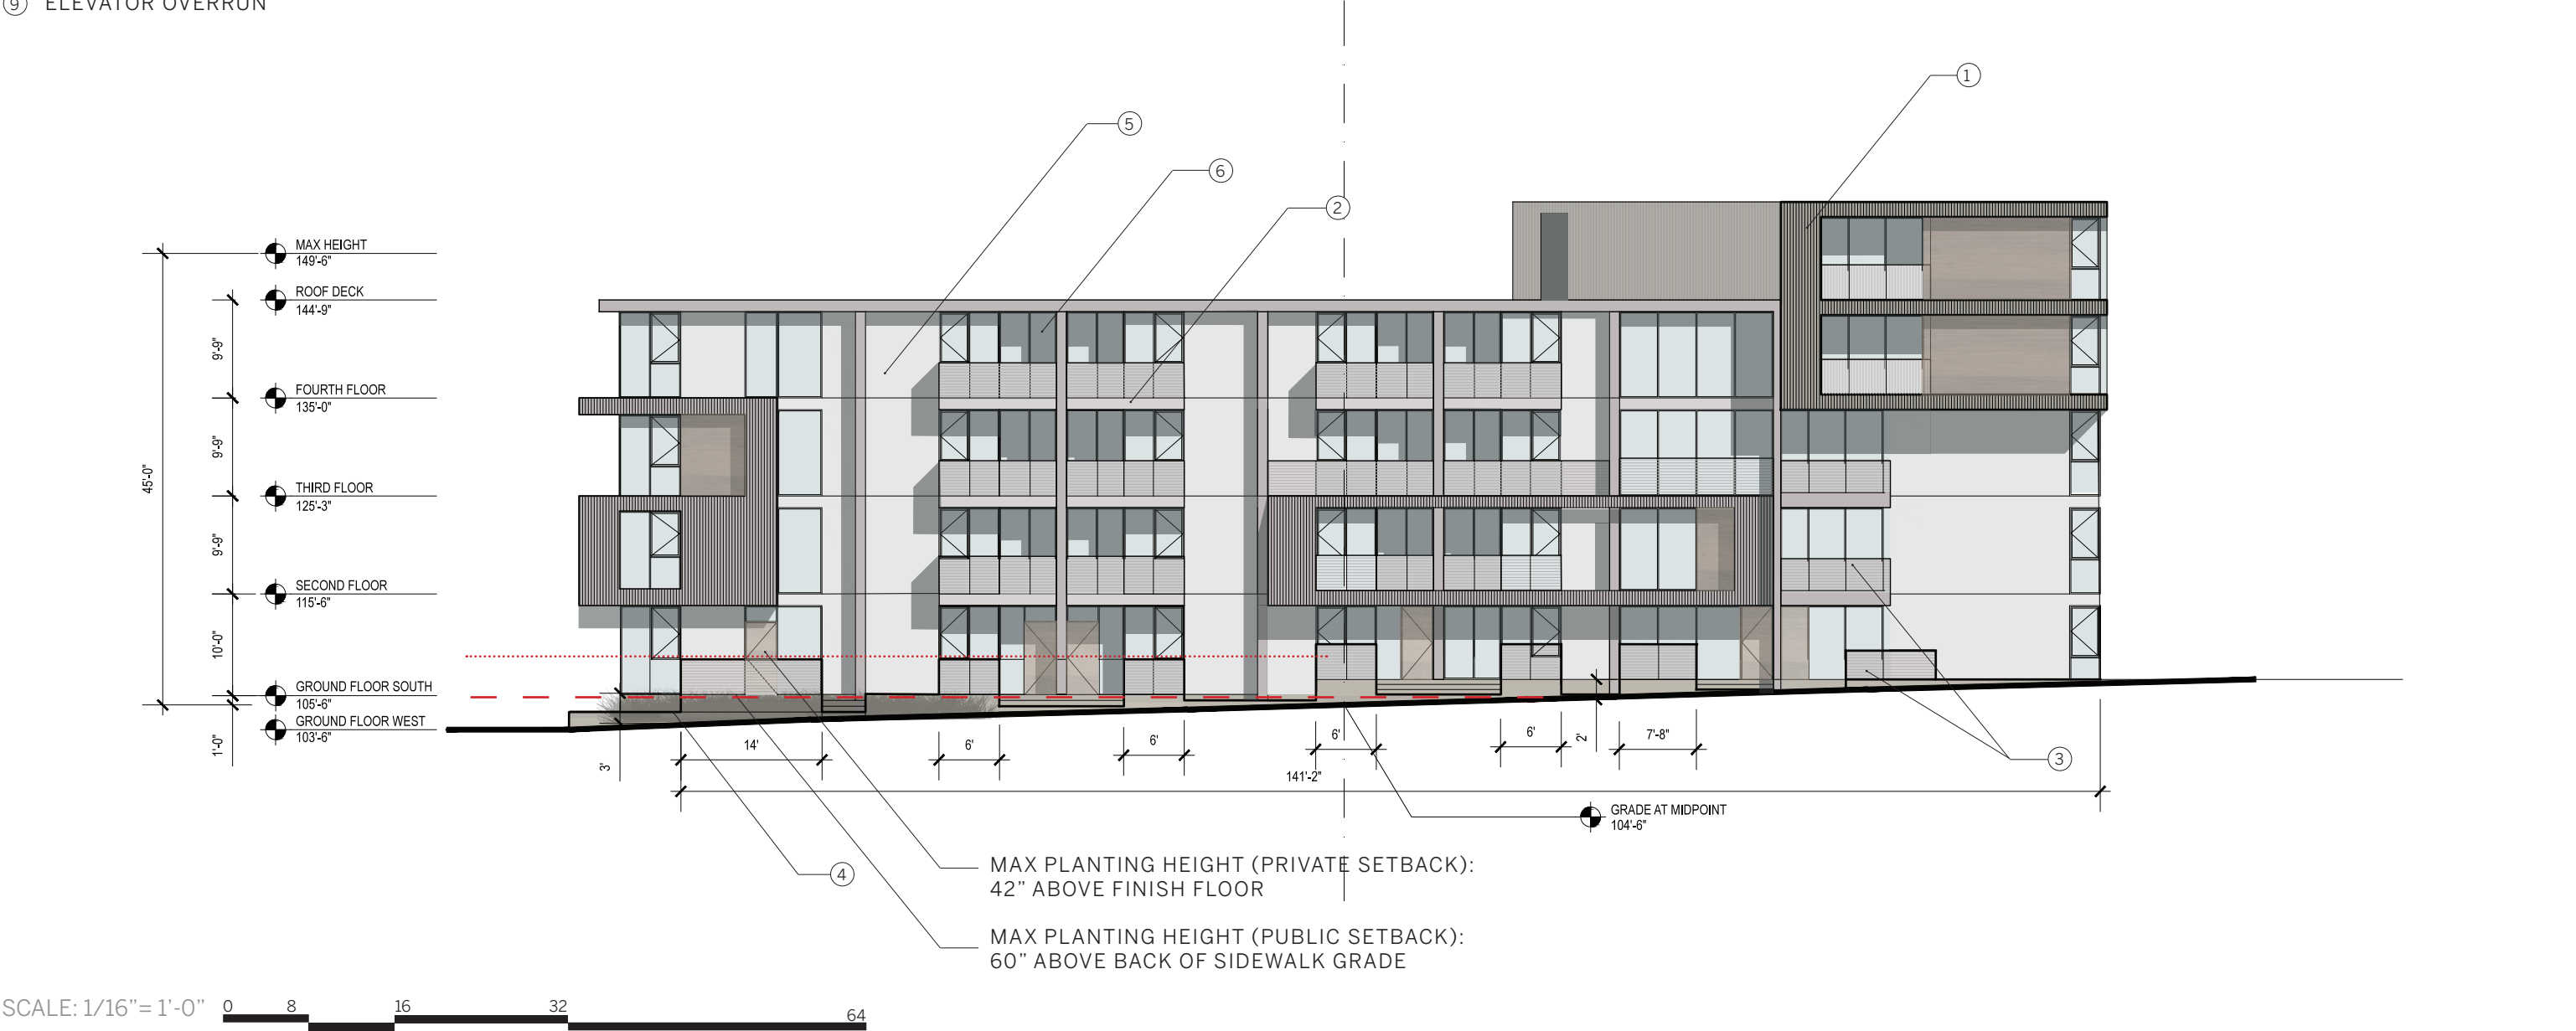 ⑨ ELEVATOR OVERRUN
①
⑤
⑥
②
MAX HEIGHT
149'-6"
ROOF DECK
144'-9"
9'-9"
FOURTH FLOOR
135'-0"
9'-9"
45'-0"
THIRD FLOOR
125'-3"
9'-9"
SECOND FLOOR
115'-6"
10'-0"
GROUND FLOOR SOUTH
105'-6"
GROUND FLOOR WEST
103'-6"
1'-0"
3'
14'
6'
6'
6'
6'
2'
7'-8"
③
141'-2"
GRADE AT MIDPOINT
104'-6"
④
MAX PLANTING HEIGHT (PRIVATE SETBACK):
42” ABOVE FINISH FLOOR
MAX PLANTING HEIGHT (PUBLIC SETBACK):
60” ABOVE BACK OF SIDEWALK GRADE
SCALE: 1/16”= 1’-0” 0 8 16 32 64